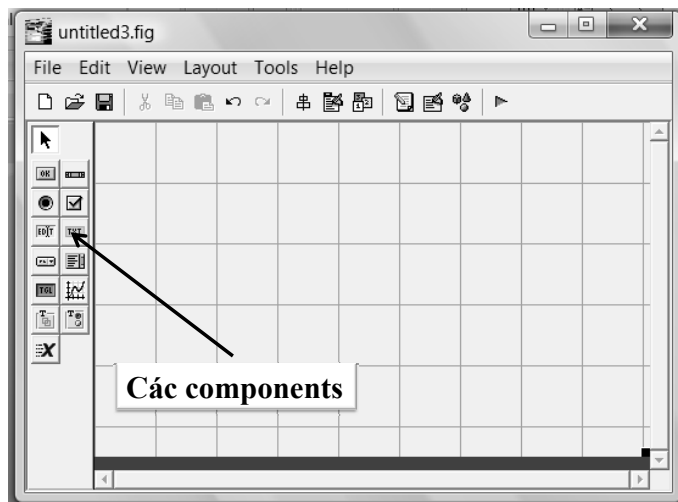 untitled3.fig
File Edit View Layout Tools Help
OK
EDIT TXT
TGL
Các components